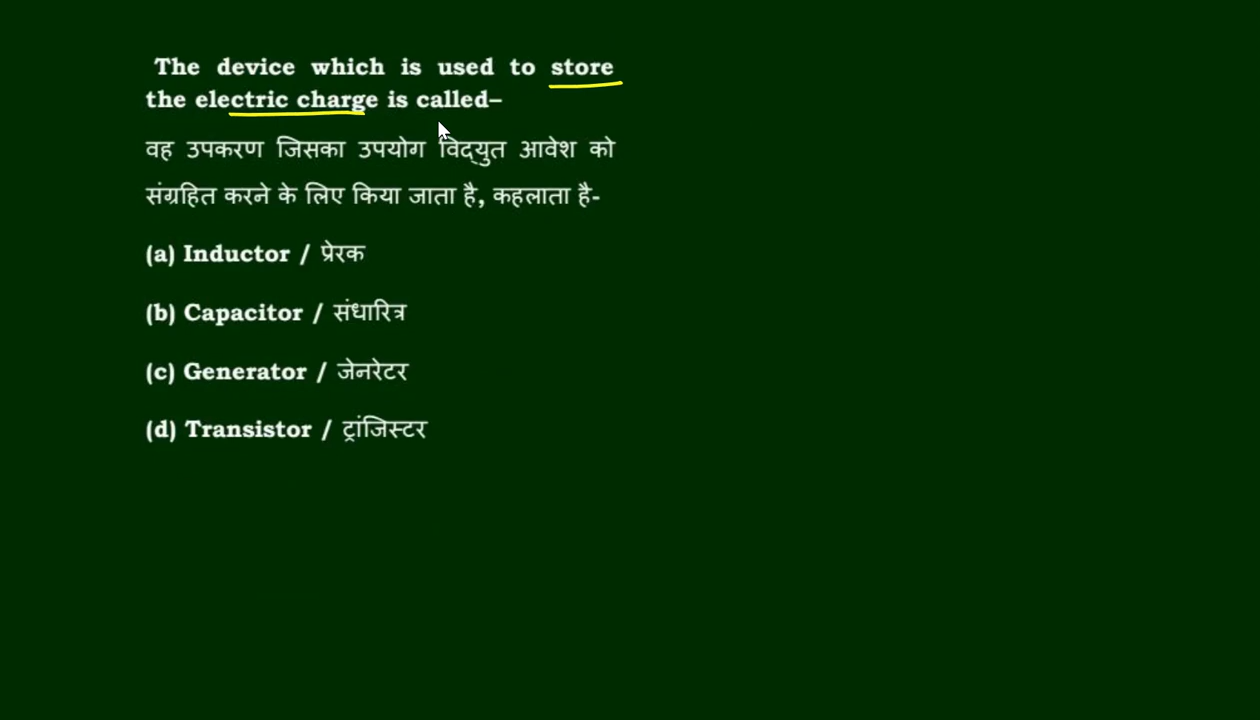 The device which is used to store
the electric charge is called–
वह उपकरण जिसका उपयोग विद्‌युत आवेश को
संग्रहित करने के लिए किया जाता है, कहलाता है-
(a) Inductor / प्रेरक
(b) Capacitor / संधारित्र
(c) Generator / जेनरेटर
(d) Transistor / ट्रांजिस्टर